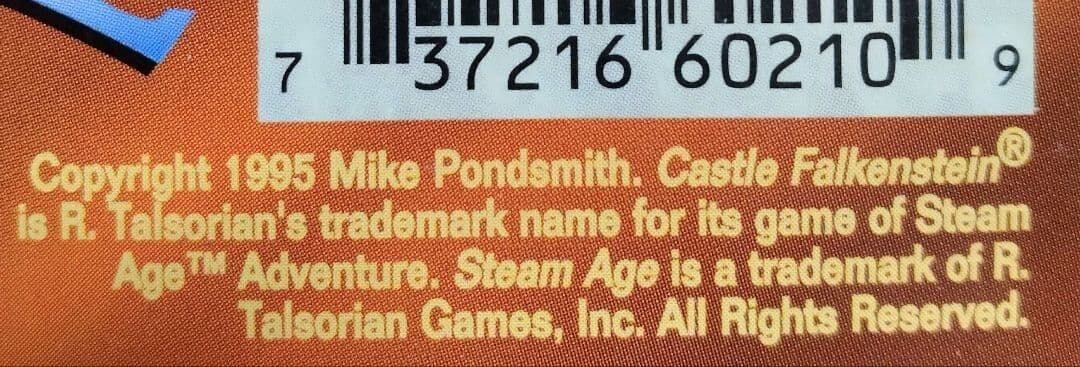 7 37216 60210 9
Copyright 1995 Mike Pondsmith. Castle Falkenstein®
is R. Talsorian's trademark name for its game of Steam
Age™ Adventure. Steam Age is a trademark of R.
Talsorian Games, Inc. All Rights Reserved.